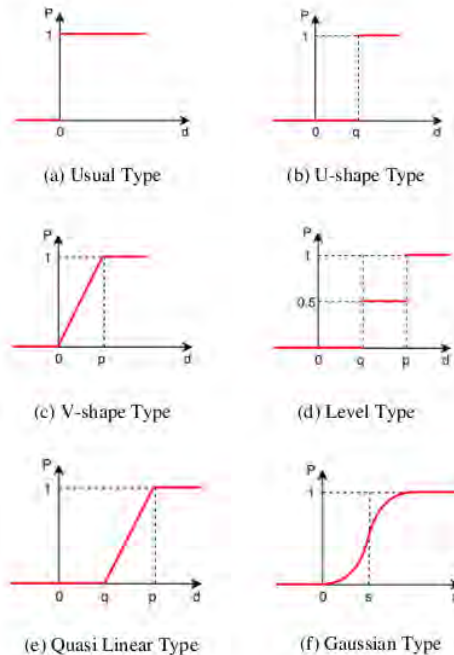 P
P
1
1
0
d
0
q
d
(a) Usual Type
(b) U-shape Type
P
P
1
1
0.5
0
p
d
0
q
p
d
(c) V-shape Type
(d) Level Type
P
P
1
1
0
q
p
d
0
s
(e) Quasi Linear Type
(f) Gaussian Type